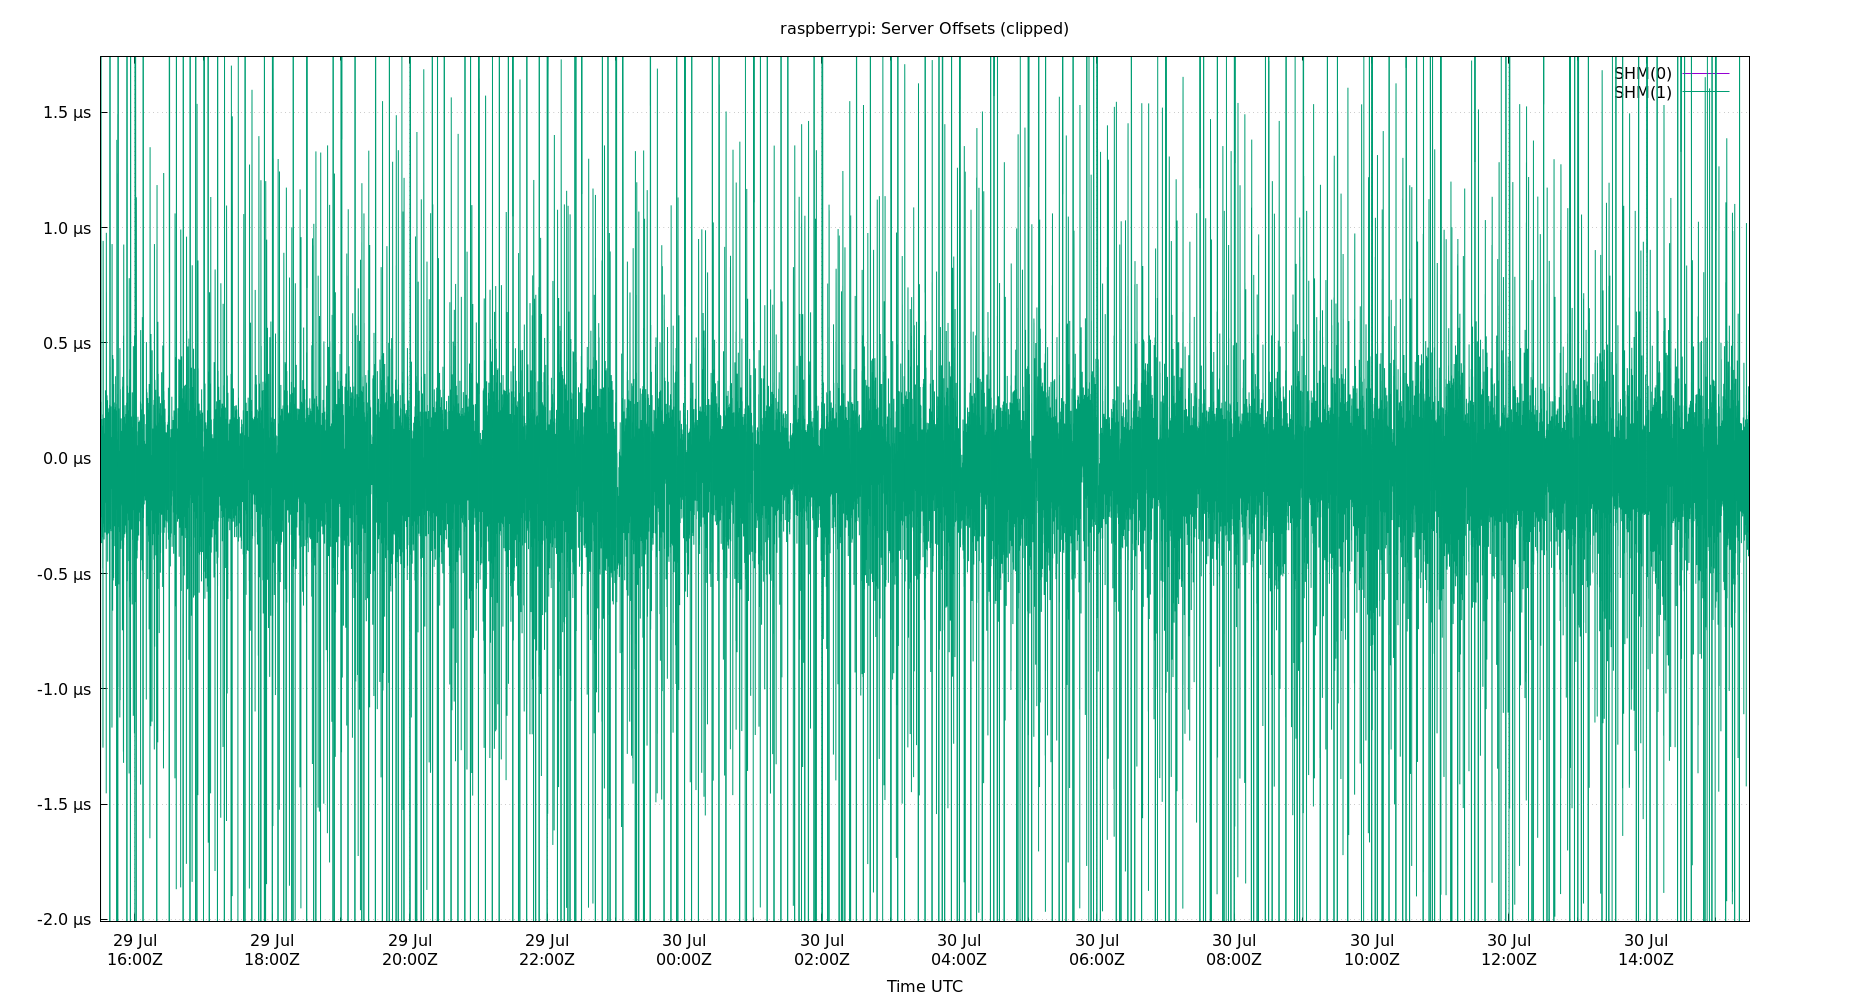 raspberrypi: Server Offsets (clipped)
SHM(0)
SHM(1)
1.5 µs
1.0 µs
0.5 µs
0.0 µs
-0.5 µs
-1.0 µs
-1.5 µs
-2.0 µs
29 Jul 29 Jul 29 Jul 29 Jul 30 Jul 30 Jul 30 Jul 30 Jul 30 Jul 30 Jul 30 Jul 30 Jul
16:00Z 18:00Z 20:00Z 22:00Z 00:00Z 02:00Z 04:00Z 06:00Z 08:00Z 10:00Z 12:00Z 14:00Z
Time UTC